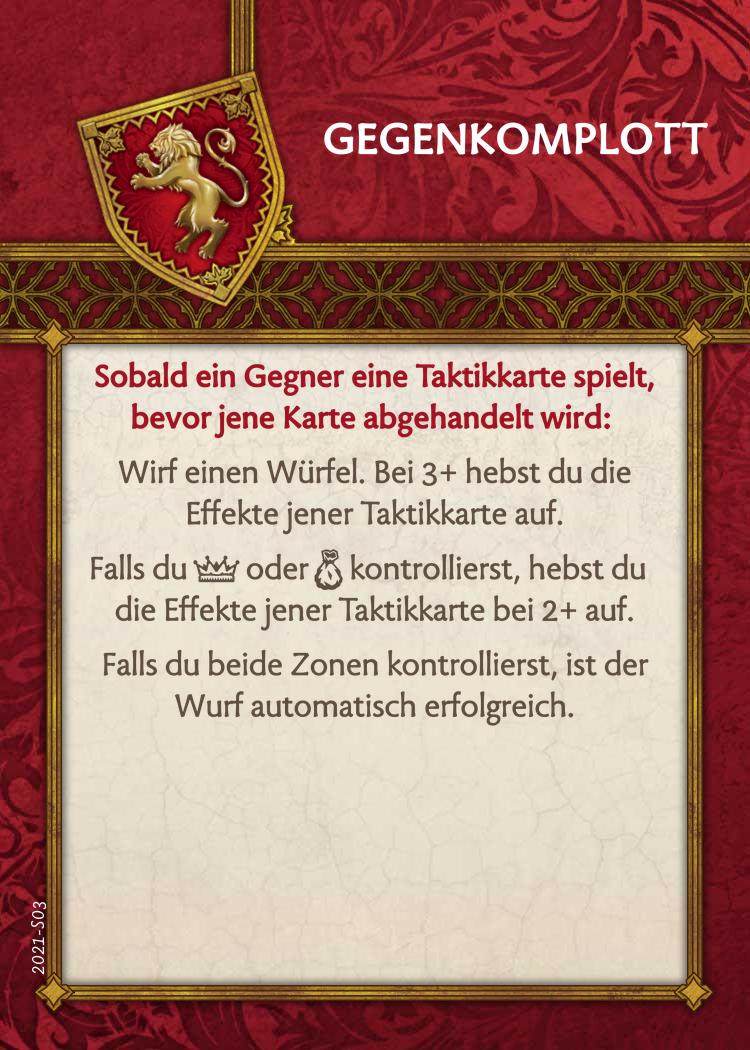 GEGENKOMPLOTT
Sobald ein Gegner eine Taktikkarte spielt,
bevor jene Karte abgehandelt wird:
Wirf einen Würfel. Bei 3+ hebst du die
Effekte jener Taktikkarte auf.
Falls du oder kontrollierst, hebst du
die Effekte jener Taktikkarte bei 2+ auf.
Falls du beide Zonen kontrollierst, ist der
Wurf automatisch erfolgreich.
2021-S03